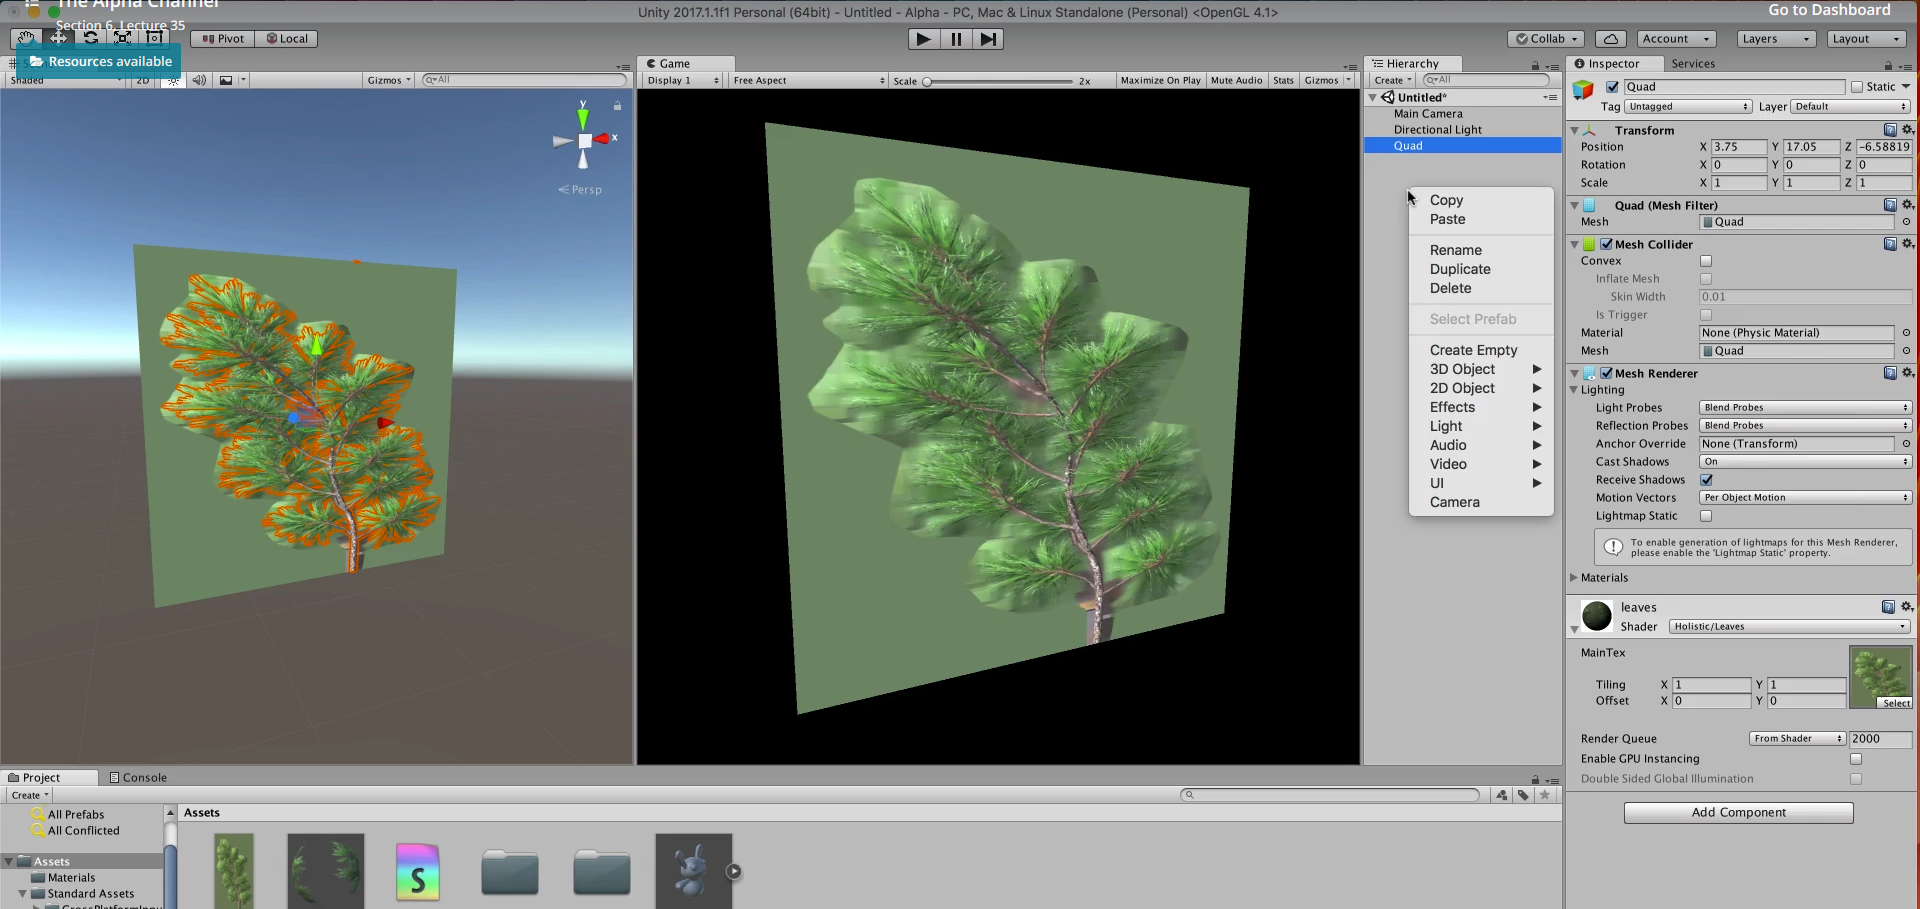 The Alpha Channel
Section 6, Lecture 35
Resources available
Unity 2017.1.1f1 Personal (64bit) - Untitled - Alpha - PC, Mac & Linux Standalone (Personal) <OpenGL 4.1>
Go to Dashboard
Pivot Local
Collab Account Layers Layout
Shaded 2D Gizmos All
y
x
Persp
Game
Display 1 Free Aspect Scale 2x Maximize On Play Mute Audio Stats Gizmos
Hierarchy
Create All
Untitled*
Main Camera
Directional Light
Quad
Copy
Paste
Rename
Duplicate
Delete
Select Prefab
Create Empty
3D Object
2D Object
Effects
Light
Audio
Video
UI
Camera
Inspector Services
Quad Static
Tag Untagged Layer Default
Transform
Position X 3.75 Y 17.05 Z -6.58819
Rotation X 0 Y 0 Z 0
Scale X 1 Y 1 Z 1
Quad (Mesh Filter)
Mesh Quad
Mesh Collider
Convex
Inflate Mesh
Skin Width 0.01
Is Trigger
Material None (Physic Material)
Mesh Quad
Mesh Renderer
Lighting
Light Probes Blend Probes
Reflection Probes Blend Probes
Anchor Override None (Transform)
Cast Shadows On
Receive Shadows
Motion Vectors Per Object Motion
Lightmap Static
To enable generation of lightmaps for this Mesh Renderer,
please enable the 'Lightmap Static' property.
Materials
leaves
Shader Holistic/Leaves
MainTex
Tiling X 1 Y 1
Offset X 0 Y 0
Select
Render Queue From Shader 2000
Enable GPU Instancing
Double Sided Global Illumination
Add Component
Project Console
Create
All Prefabs
All Conflicted
Assets
Materials
Standard Assets
Assets
S